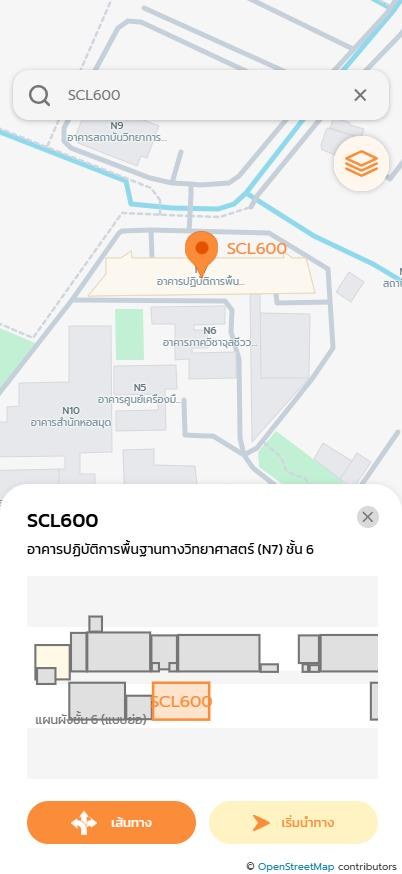 SCL600
N9
อาคารสถาบันวิทยาการ...
SCL600
อาคารปฏิบัติการพื้น...
N6
อาคารภาควิชาจุลชีวว...
N5
อาคารศูนย์เครื่องมื...
N10
อาคารสำนักหอสมุด
SCL600
อาคารปฏิบัติการพื้นฐานทางวิทยาศาสตร์ (N7) ชั้น 6
SCL600
แผนผังชั้น 6 (แบบย่อ)
เส้นทาง
เริ่มนำทาง
© OpenStreetMap contributors